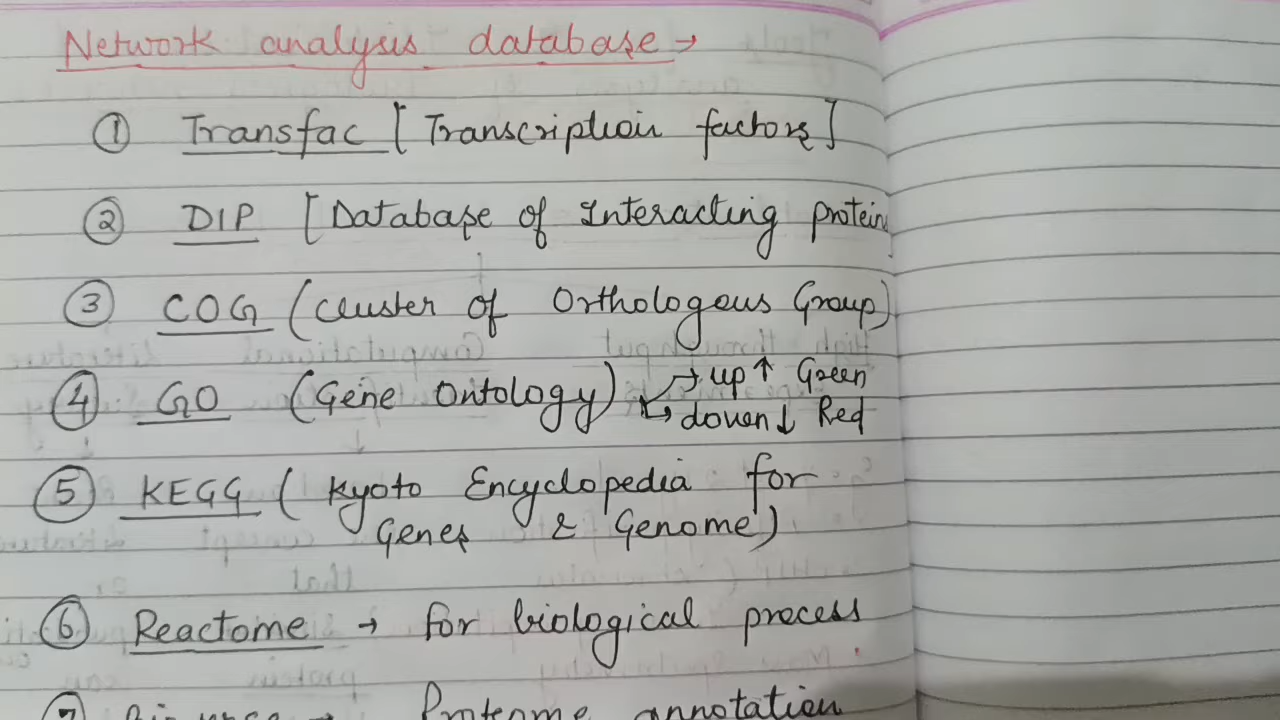 Network analysis database →
① Transfac [Transcription factors]
② DIP [Database of Interacting protein
③ COG (Cluster of Orthologous Group)
④ GO (Gene Ontology) → up ↑ Green
→ down ↓ Red
⑤ KEGG ( Kyoto Encyclopedia for
Genes & Genome)
⑥ Reactome → for biological process
⑦ → Proteome annotation